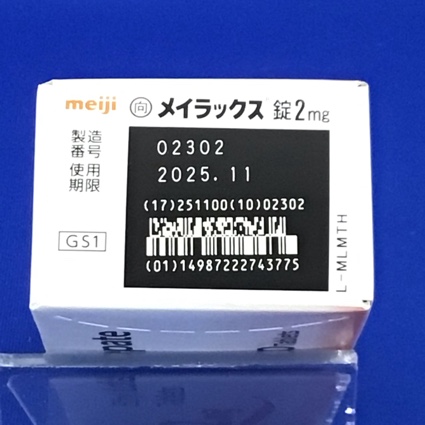 meiji 向 メイラックス錠2mg
製造番号 02302
使用期限 2025.11
(17)251100(10)02302
GS1
(01)14987222743775
L-MLMTH